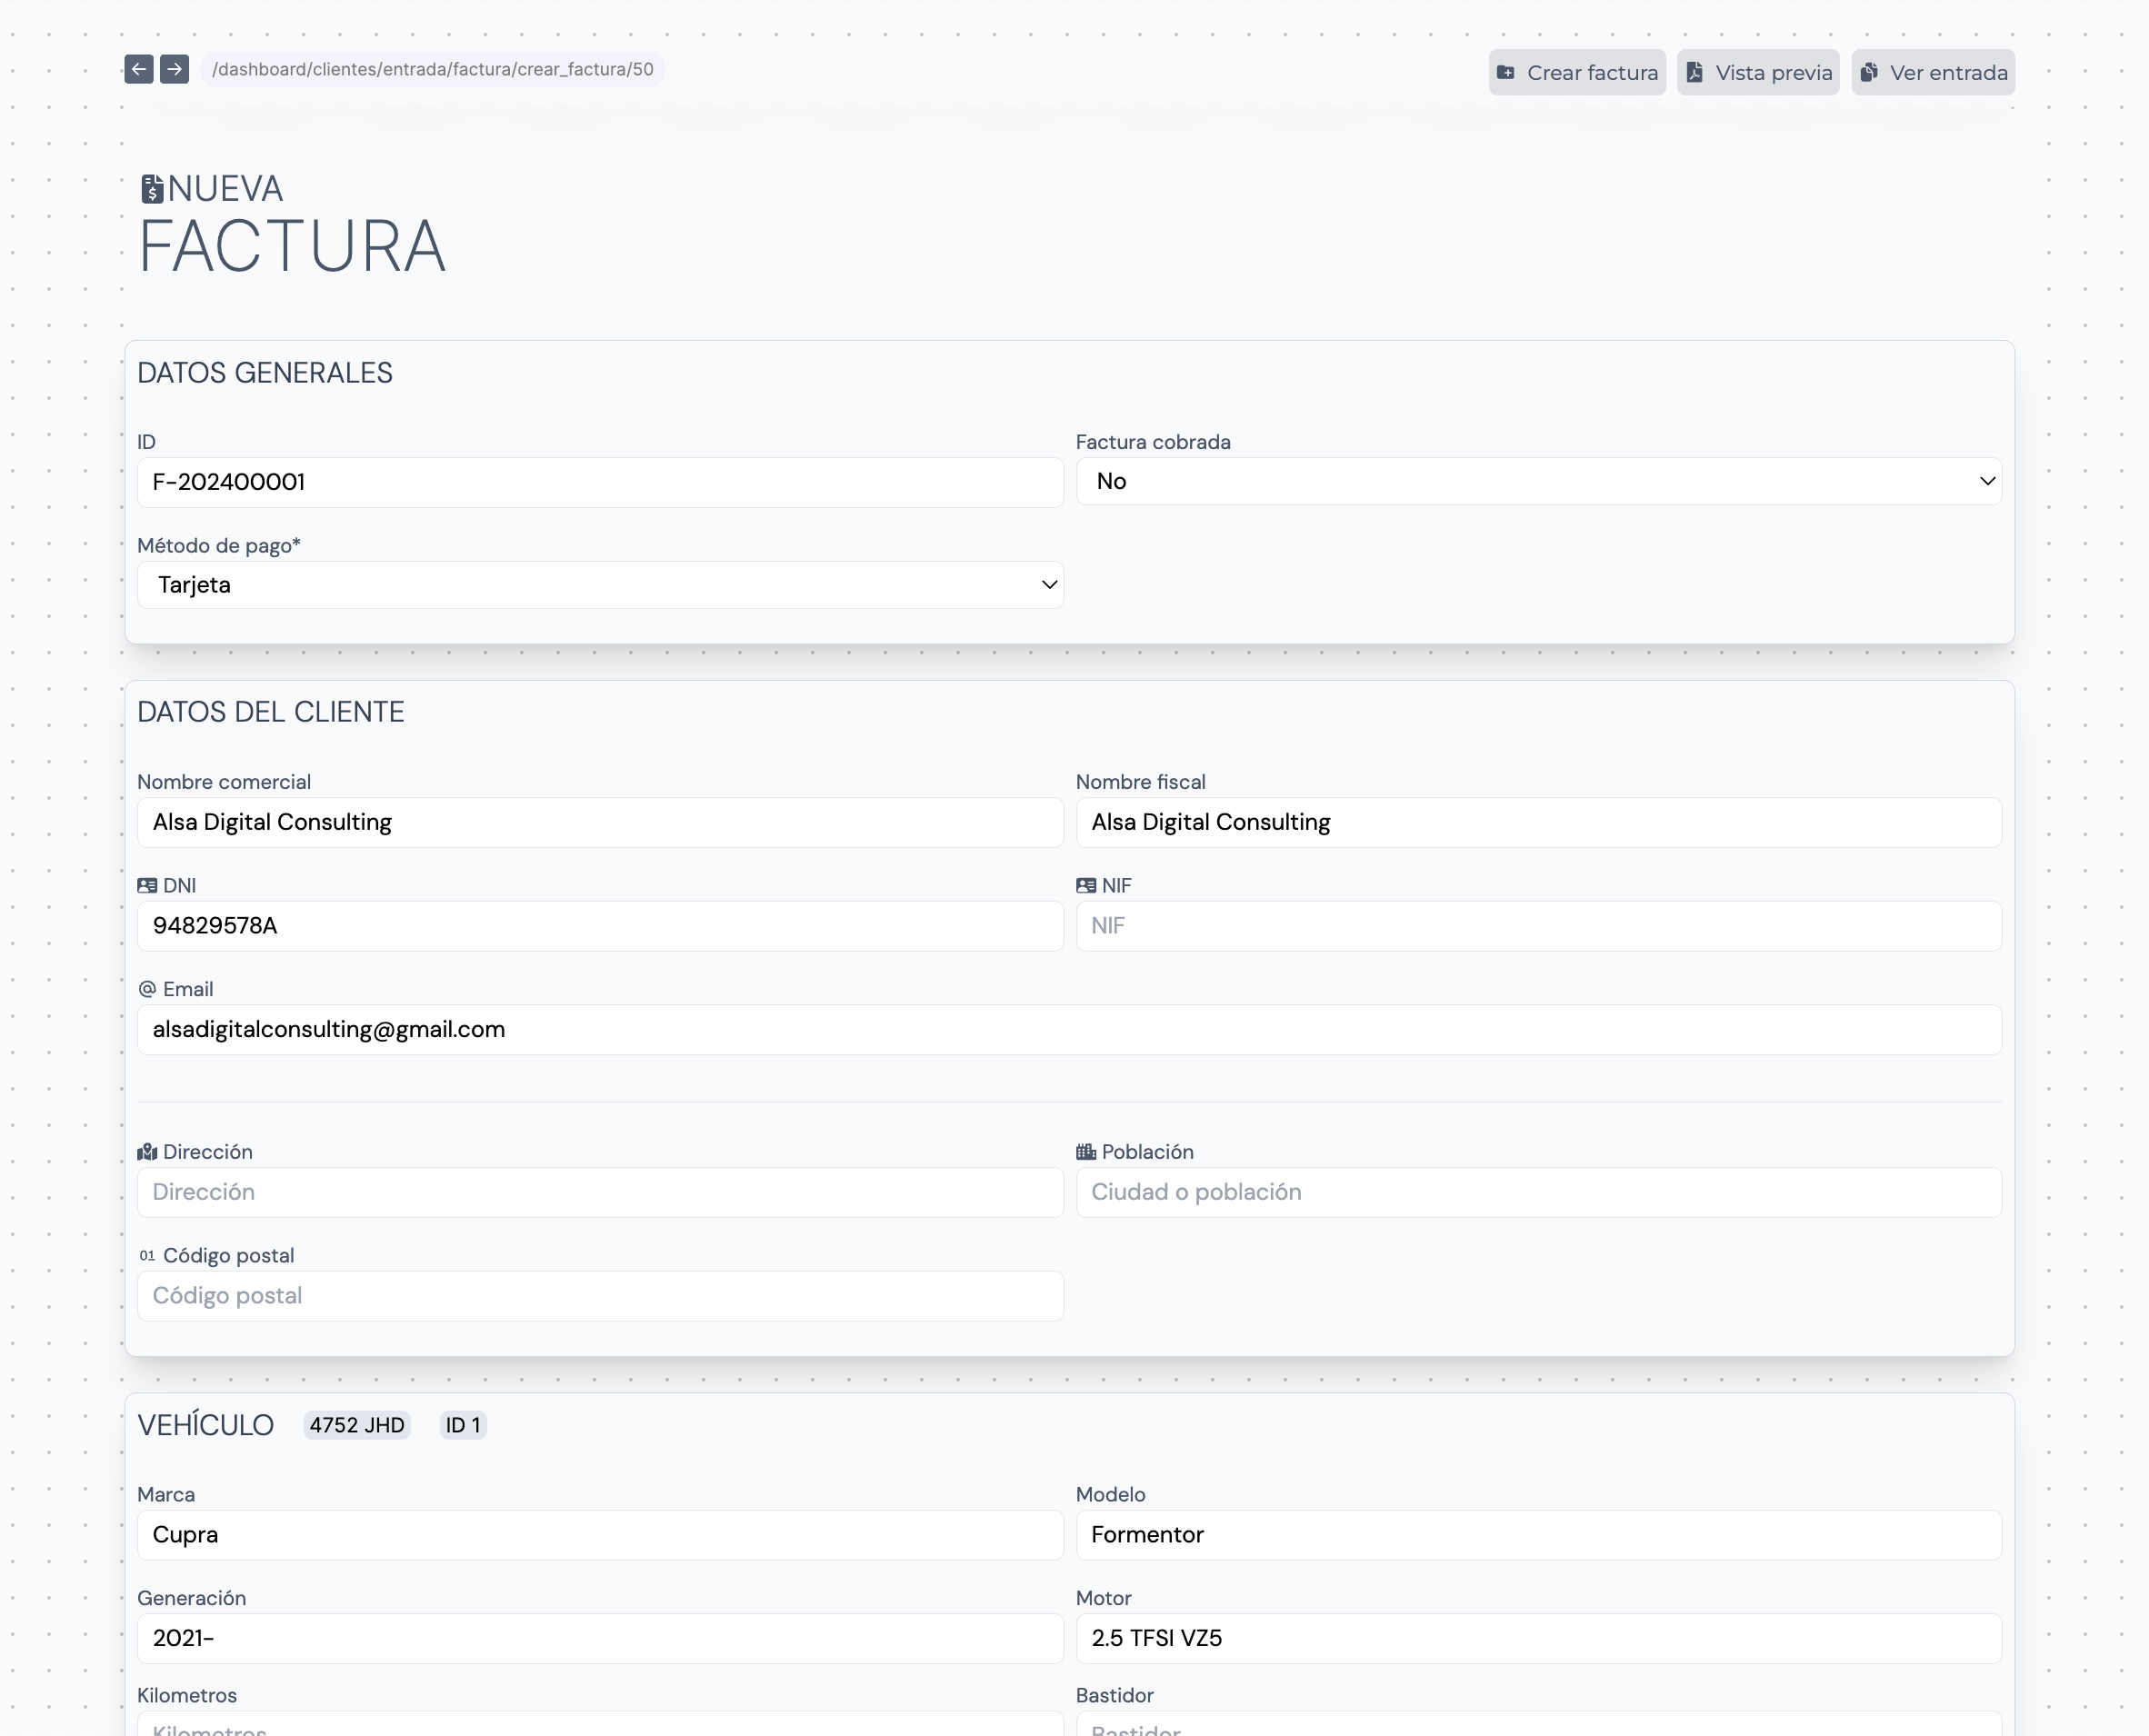 /dashboard/clientes/entrada/factura/crear_factura/50
Crear factura
Vista previa
Ver entrada
NUEVA
FACTURA
DATOS GENERALES
ID
Factura cobrada
F-202400001
No
Método de pago*
Tarjeta
DATOS DEL CLIENTE
Nombre comercial
Nombre fiscal
Alsa Digital Consulting
Alsa Digital Consulting
DNI
NIF
94829578A
NIF
@ Email
alsadigitalconsulting@gmail.com
Dirección
Población
Dirección
Ciudad o población
01 Código postal
Código postal
VEHÍCULO
4752 JHD
ID 1
Marca
Modelo
Cupra
Formentor
Generación
Motor
2021-
2.5 TFSI VZ5
Kilometros
Bastidor
Kilometros
Bastidor